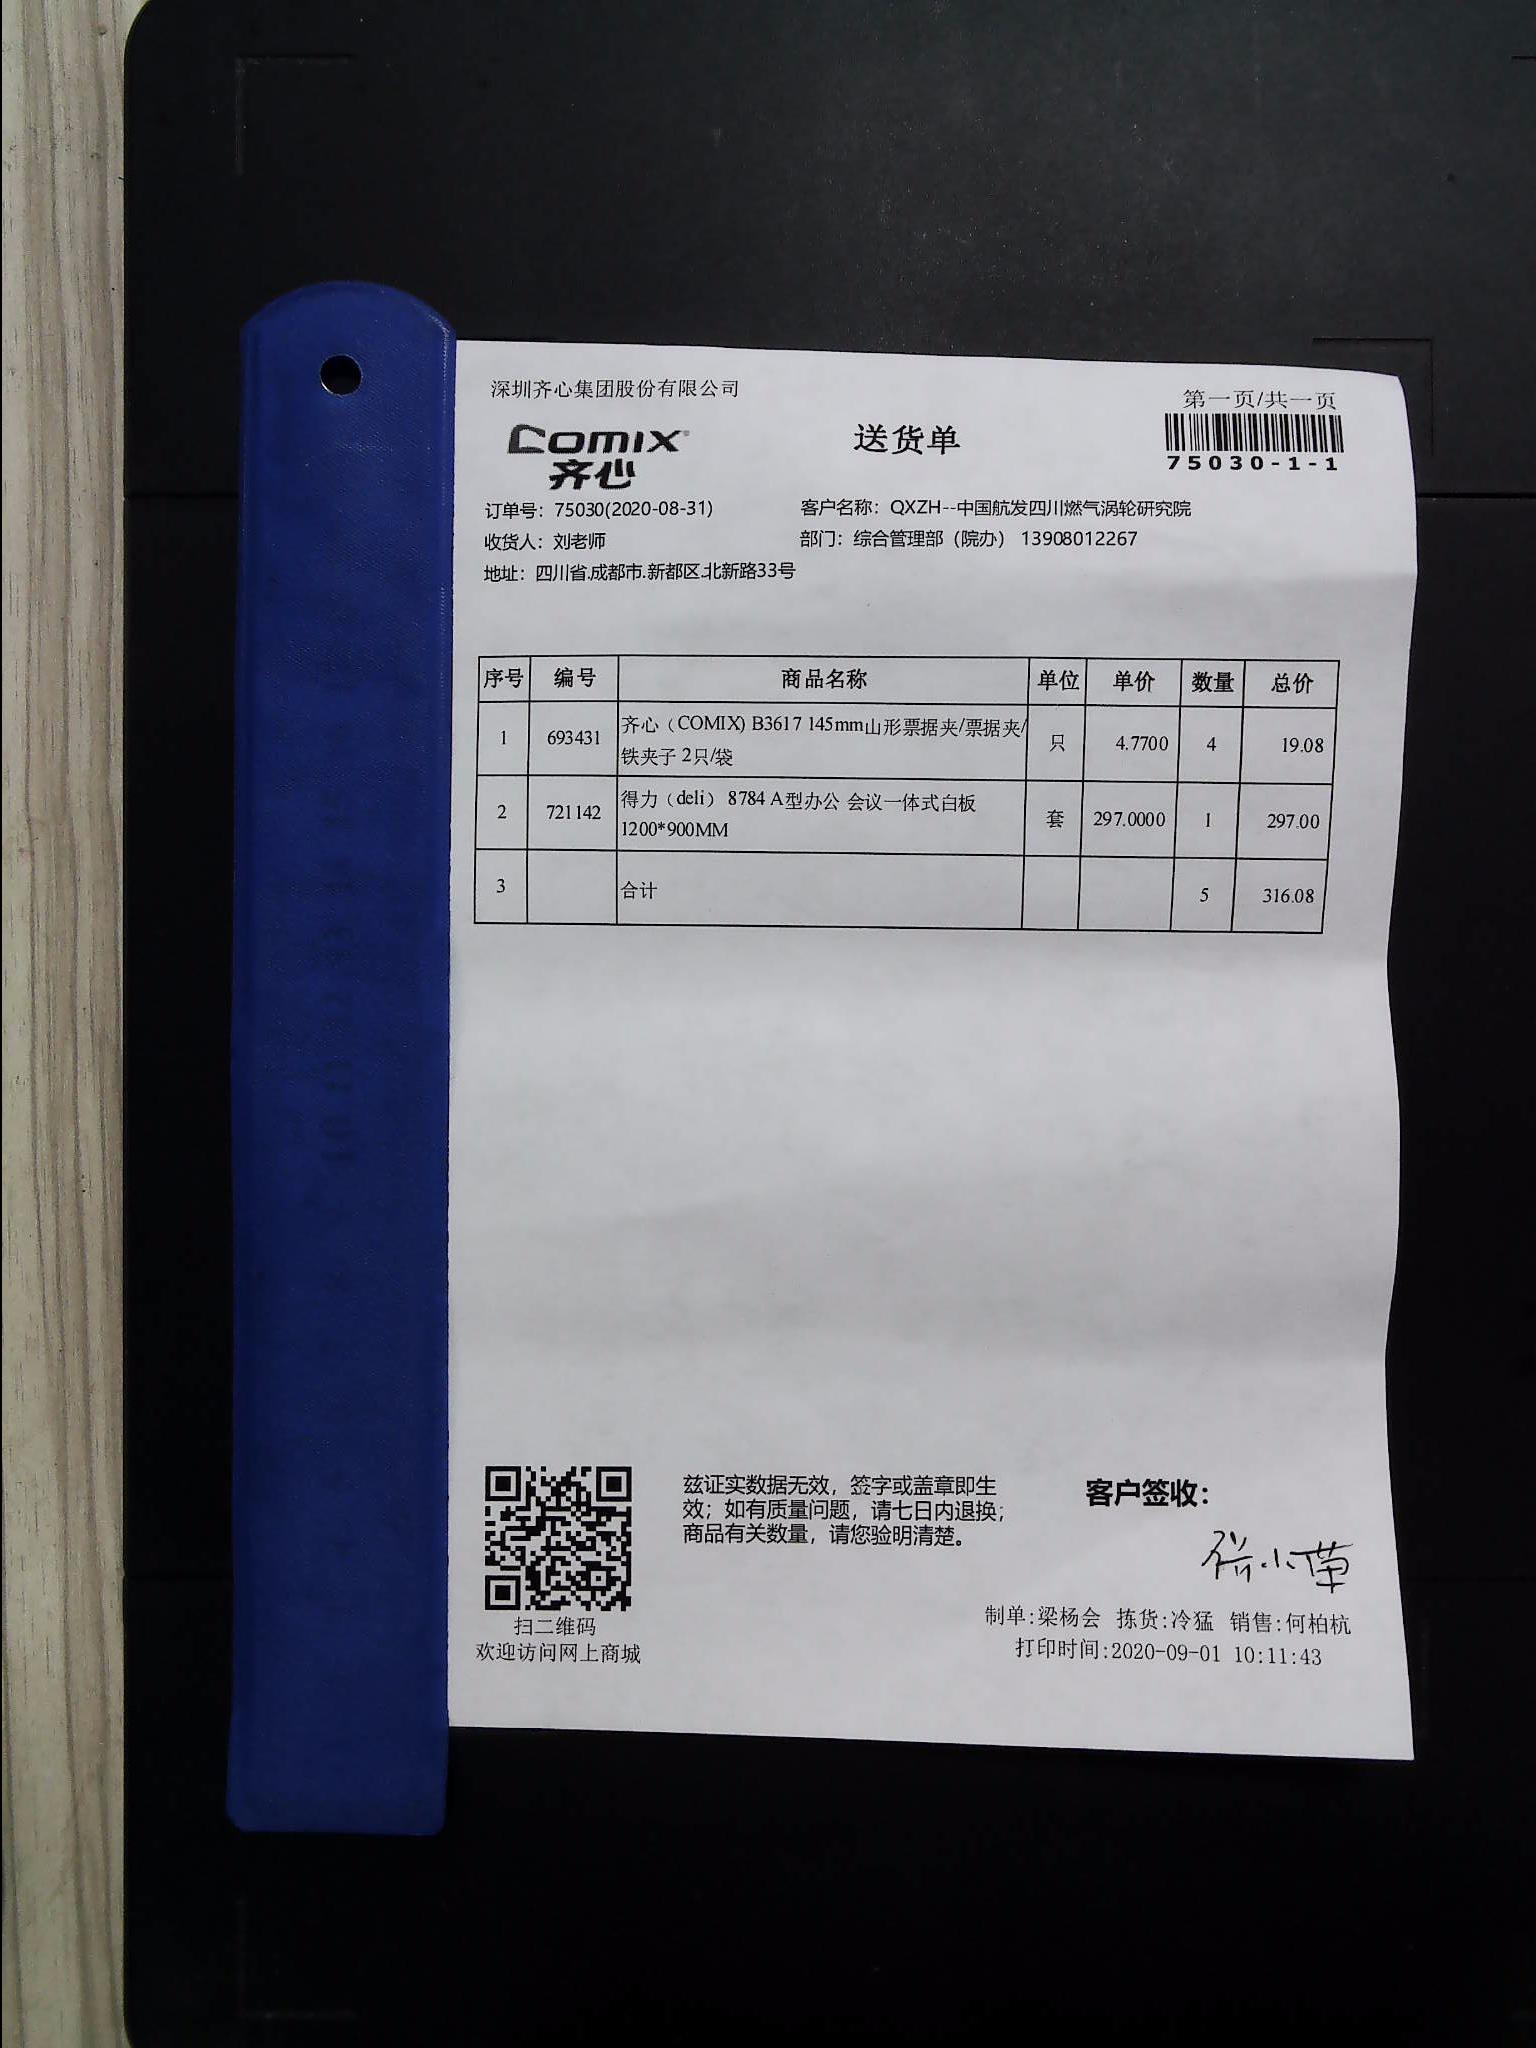 深圳齐心集团股份有限公司
第一页/共一页
COMIX
齐心
送货单
75030-1-1
订单号：75030(2020-08-31) 客户名称：QXZH--中国航发四川燃气涡轮研究院
收货人：刘老师 部门：综合管理部（院办） 13908012267
地址：四川省.成都市.新都区.北新路33号
序号 编号 商品名称 单位 单价 数量 总价
1 693431 齐心（COMIX) B3617 145mm山形票据夹/票据夹/ 只 4.7700 4 19.08
铁夹子 2只/袋
2 721142 得力（deli） 8784 A型办公 会议一体式白板 套 297.0000 1 297.00
1200*900MM
3 合计 5 316.08
兹证实数据无效，签字或盖章即生
效；如有质量问题，请七日内退换；
商品有关数量，请您验明清楚。
客户签收：
扫二维码
欢迎访问网上商城
制单:梁杨会 拣货:冷猛 销售:何柏杭
打印时间:2020-09-01 10:11:43